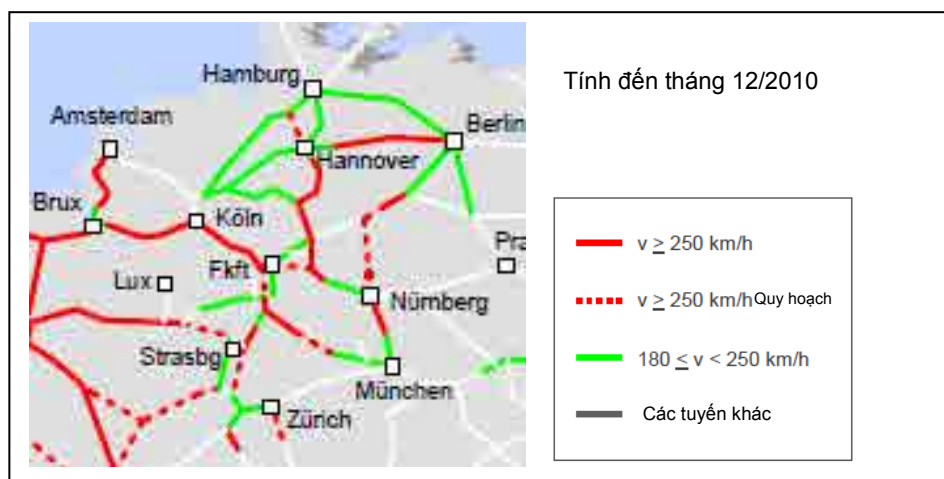 Hamburg
Amsterdam
Berlin
Hannover
Brux
Köln
Pra
Fkft
Lux
Nürnberg
Strasbg
München
Zürich
Tính đến tháng 12/2010
v ≥ 250 km/h
v ≥ 250 km/h Quy hoạch
180 ≤ v < 250 km/h
Các tuyến khác